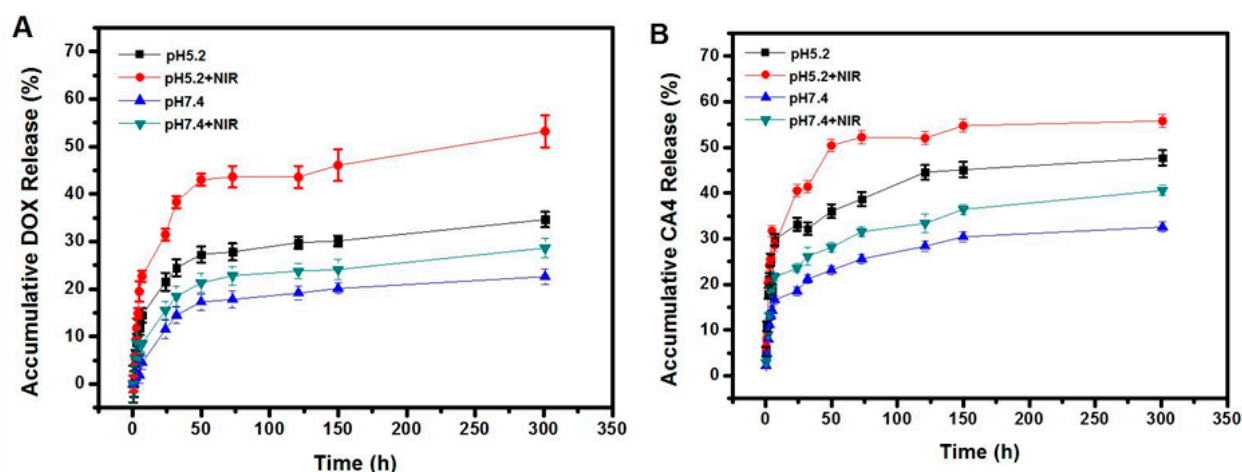 A
Accumulative DOX Release (%)
70
60
50
40
30
20
10
0
pH5.2
pH5.2+NIR
pH7.4
pH7.4+NIR
0 50 100 150 200 250 300 350
Time (h)
B
Accumulative CA4 Release (%)
70
60
50
40
30
20
10
0
pH5.2
pH5.2+NIR
pH7.4
pH7.4+NIR
0 50 100 150 200 250 300 350
Time (h)